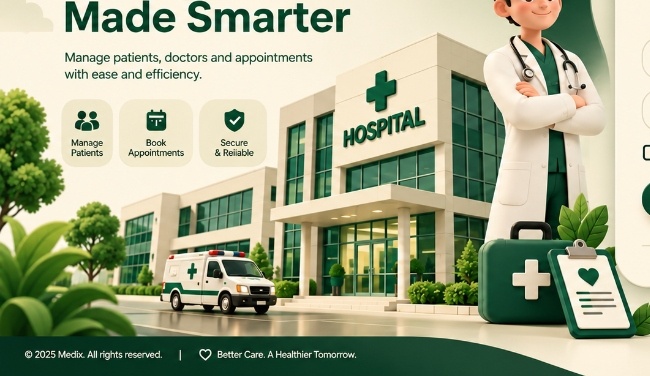 Made Smarter
Manage patients, doctors and appointments
with ease and efficiency.
Manage
Patients
Book
Appointments
Secure
& Reliable
HOSPITAL
© 2025 Medix. All rights reserved.
|
Better Care. A Healthier Tomorrow.